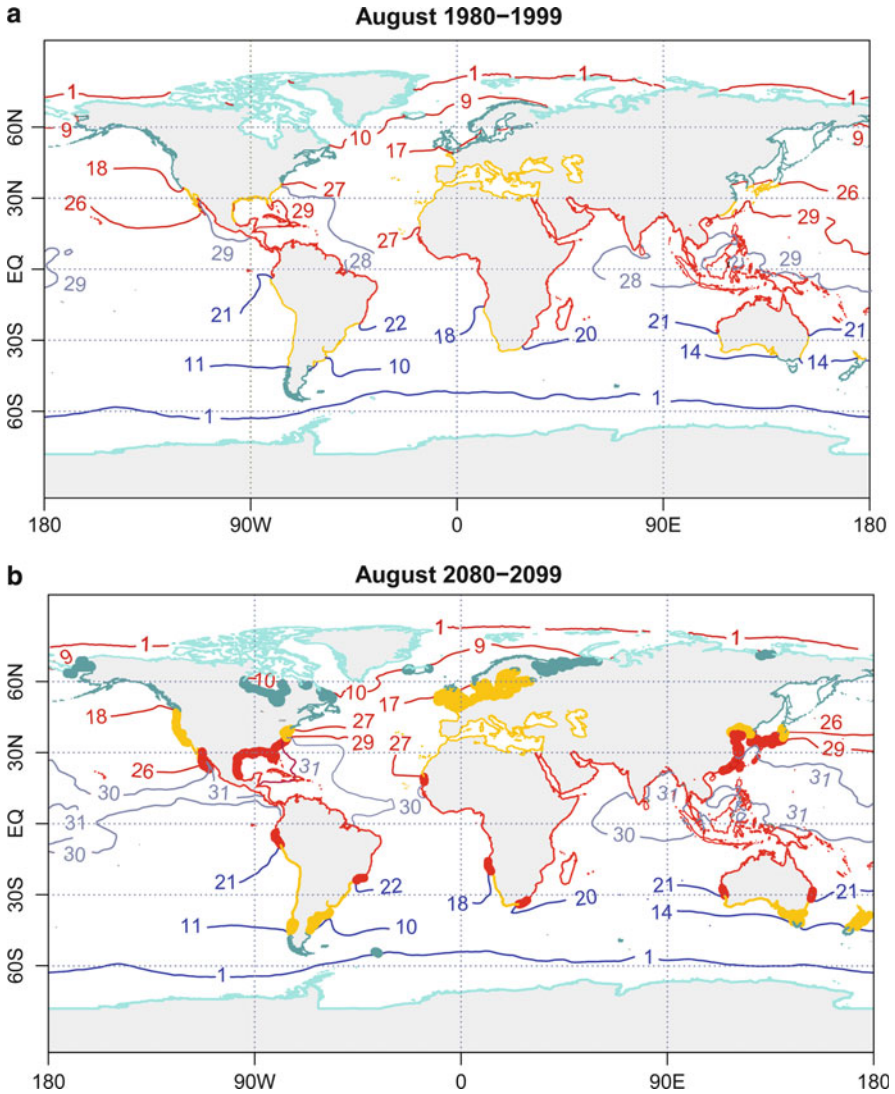 a
August 1980−1999
1 1 1
60N 9 10 9 9
17
18
30N 27 26
26 29 29
27
29 28 28 29
EQ
29
21 22 18 20 21 21
30S
11 10 14 14
60S 1 1
180 90W 0 90E 180
b
August 2080−2099
1 1 1
9 9
60N 10 10 17
18 27 26
30N 29 27 29
26 31 31 31
30 31 30 31
EQ 31 30
30
21 22 18 20 21 21
30S
11 10 14
60S 1 1
180 90W 0 90E 180